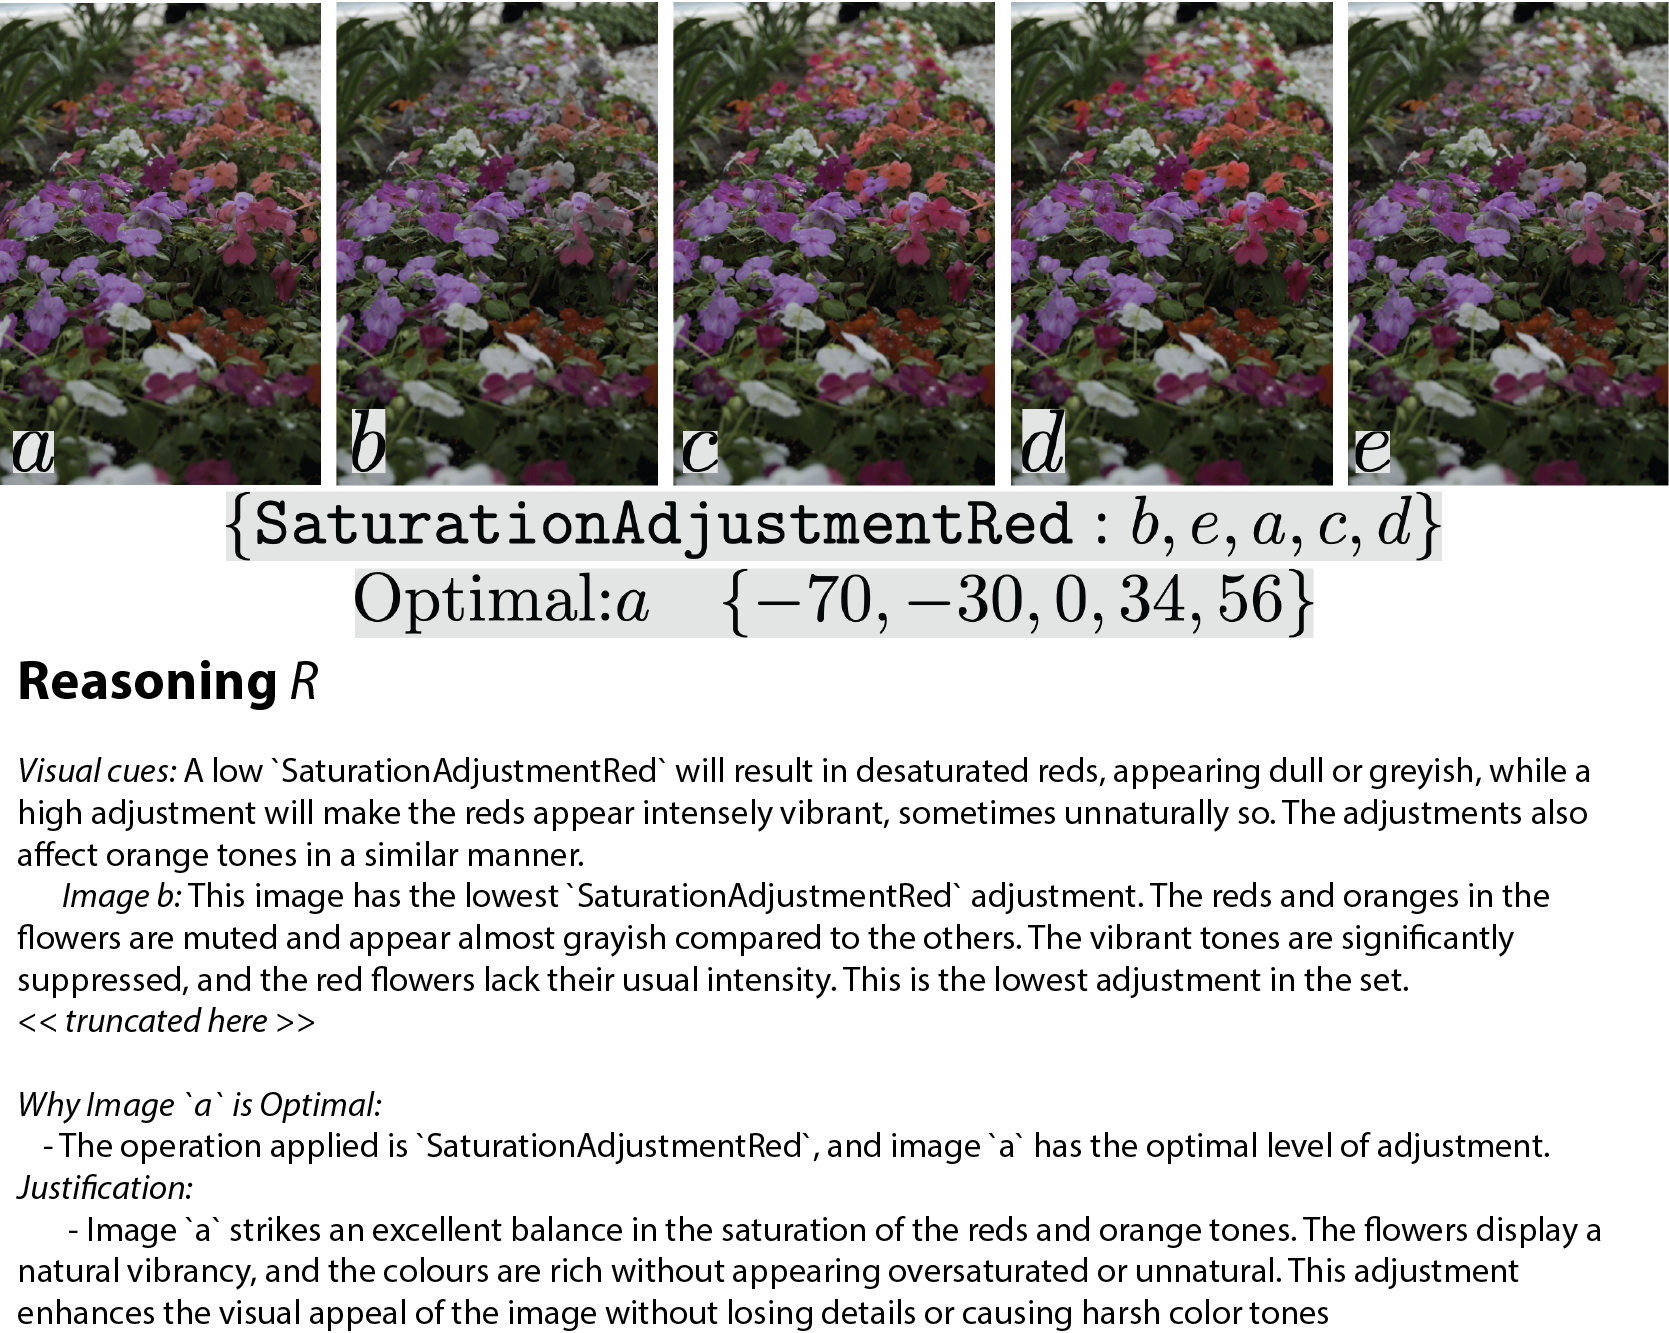 a b c d e
{SaturationAdjustmentRed : b, e, a, c, d}
Optimal:a {−70, −30, 0, 34, 56}
Reasoning R
Visual cues: A low `SaturationAdjustmentRed` will result in desaturated reds, appearing dull or greyish, while a
high adjustment will make the reds appear intensely vibrant, sometimes unnaturally so. The adjustments also
affect orange tones in a similar manner.
Image b: This image has the lowest `SaturationAdjustmentRed` adjustment. The reds and oranges in the
flowers are muted and appear almost grayish compared to the others. The vibrant tones are significantly
suppressed, and the red flowers lack their usual intensity. This is the lowest adjustment in the set.
<< truncated here >>
Why Image `a` is Optimal:
- The operation applied is `SaturationAdjustmentRed`, and image `a` has the optimal level of adjustment.
Justification:
- Image `a` strikes an excellent balance in the saturation of the reds and orange tones. The flowers display a
natural vibrancy, and the colours are rich without appearing oversaturated or unnatural. This adjustment
enhances the visual appeal of the image without losing details or causing harsh color tones